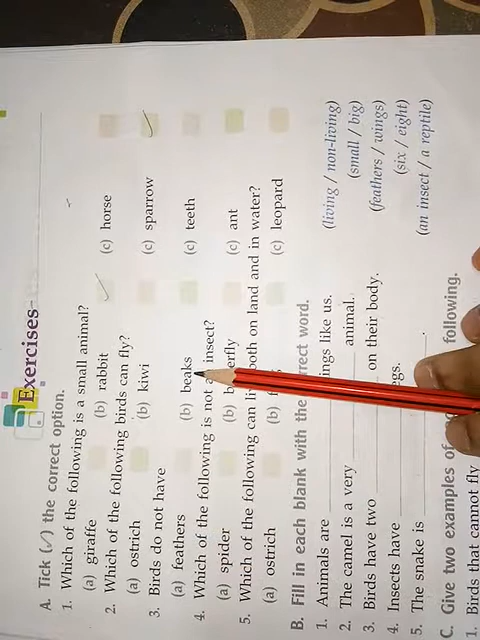 Exercises
A. Tick (✓) the correct option.
1. Which of the following is a small animal?
(a) giraffe (b) rabbit (c) horse
2. Which of the following birds can fly?
(a) ostrich (b) kiwi (c) sparrow
3. Birds do not have
(a) feathers (b) beaks (c) teeth
4. Which of the following is not insect?
(a) spider (b) (c) ant
5. Which of the following can both on land and in water?
(a) ostrich (b) (c) leopard
B. Fill in each blank with the word.
1. Animals are ____ us. (living / non-living)
2. The camel is a very ____ animal. (small / big)
3. Birds have two ____ on their body. (feathers / wings)
4. Insects have ____ (six / eight)
5. The snake is ____. (an insect / a reptile)
C. Give two examples of following.
1. Birds that cannot fly